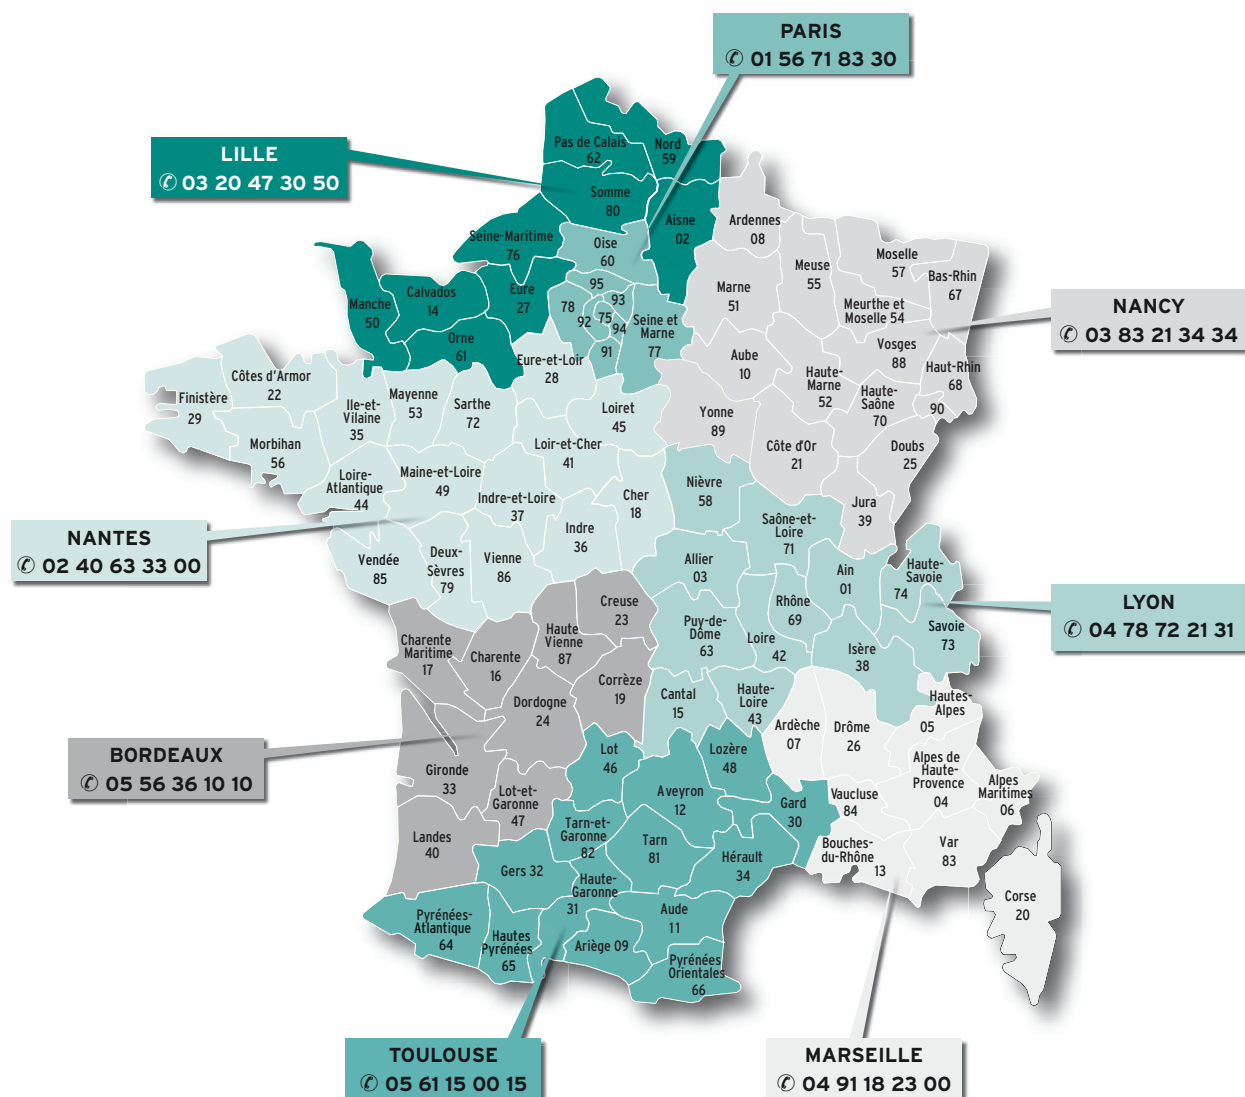 PARIS
✆ 01 56 71 83 30
LILLE
✆ 03 20 47 30 50
NANCY
✆ 03 83 21 34 34
NANTES
✆ 02 40 63 33 00
LYON
✆ 04 78 72 21 31
BORDEAUX
✆ 05 56 36 10 10
TOULOUSE
✆ 05 61 15 00 15
MARSEILLE
✆ 04 91 18 23 00
Pas de Calais
62
Nord
59
Somme
80
Aisne
02
Seine-Maritime
76
Eure
27
Calvados
14
Manche
50
Orne
61
Oise
60
95
78
93
92
75
94
91
Seine et
Marne
77
Ardennes
08
Marne
51
Meuse
55
Moselle
57
Bas-Rhin
67
Meurthe et
Moselle 54
Vosges
88
Haut-Rhin
68
Aube
10
Haute-
Marne
52
Haute-
Saône
70
90
Yonne
89
Côte d'Or
21
Doubs
25
Jura
39
Eure-et-Loir
28
Finistère
29
Côtes d'Armor
22
Morbihan
56
Ile-et-
Vilaine
35
Mayenne
53
Sarthe
72
Loiret
45
Loir-et-Cher
41
Loire-
Atlantique
44
Maine-et-Loire
49
Indre-et-Loire
37
Cher
18
Indre
36
Vendée
85
Deux-
Sèvres
79
Vienne
86
Nièvre
58
Saône-et-
Loire
71
Allier
03
Ain
01
Haute-
Savoie
74
Savoie
73
Rhône
69
Loire
42
Puy-de-
Dôme
63
Isère
38
Cantal
15
Haute-
Loire
43
Creuse
23
Haute
Vienne
87
Charente
Maritime
17
Charente
16
Corrèze
19
Dordogne
24
Gironde
33
Lot-et-
Garonne
47
Landes
40
Lot
46
Lozère
48
Aveyron
12
Gard
30
Tarn-et-
Garonne
82
Tarn
81
Hérault
34
Gers 32
Haute-
Garonne
31
Aude
11
Pyrénées-
Atlantique
64
Hautes
Pyrénées
65
Ariège 09
Pyrénées
Orientales
66
Ardèche
07
Drôme
26
Hautes-
Alpes
05
Alpes de
Haute-
Provence
04
Alpes
Maritimes
06
Vaucluse
84
Bouches-
du-Rhône
13
Var
83
Corse
20